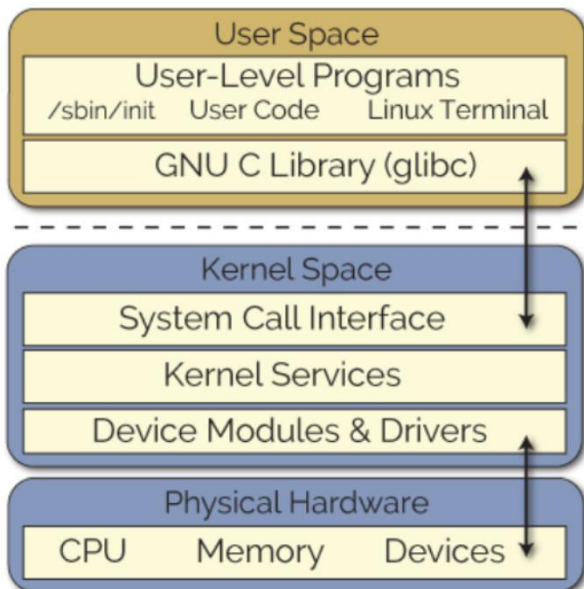 User Space
User-Level Programs
/sbin/init User Code Linux Terminal
GNU C Library (glibc)
Kernel Space
System Call Interface
Kernel Services
Device Modules & Drivers
Physical Hardware
CPU Memory Devices